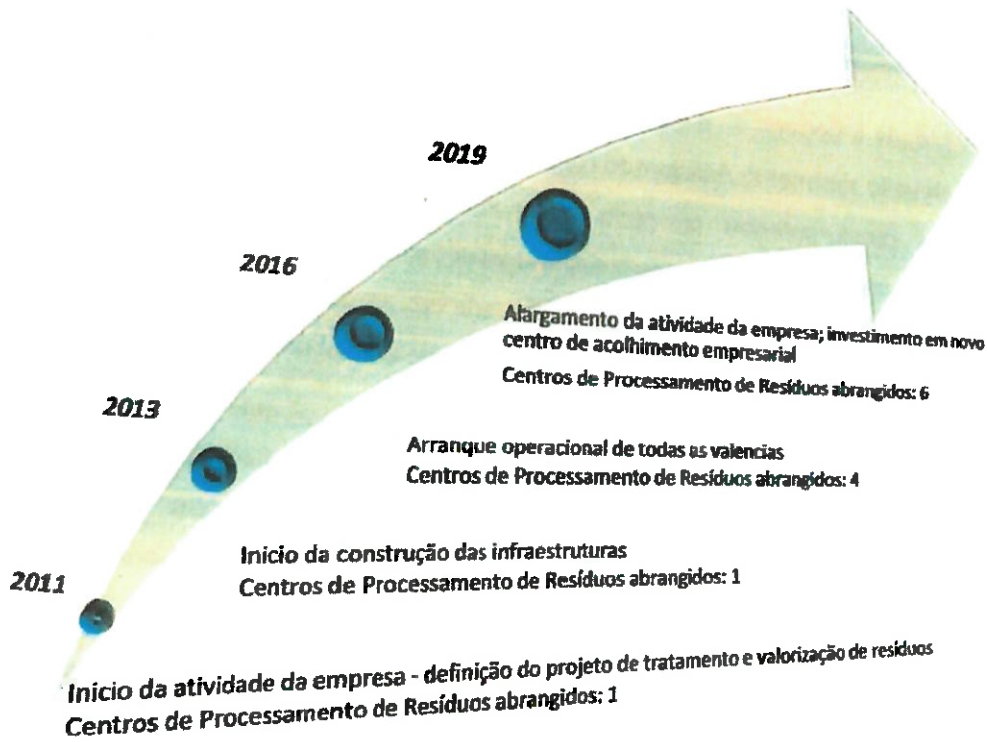 2019
2016
Alargamento da atividade da empresa; investimento em novo
centro de acolhimento empresarial
Centros de Processamento de Resíduos abrangidos: 6
2013
Arranque operacional de todas as valencias
Centros de Processamento de Resíduos abrangidos: 4
Inicio da construção das infraestruturas
Centros de Processamento de Resíduos abrangidos: 1
2011
Inicio da atividade da empresa - definição do projeto de tratamento e valorização de residuos
Centros de Processamento de Resíduos abrangidos: 1